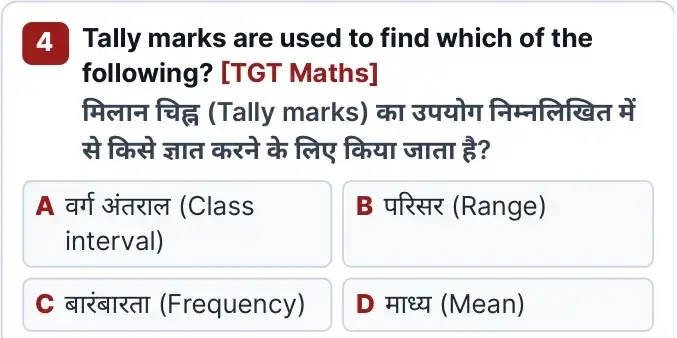 4 Tally marks are used to find which of the
following? [TGT Maths]
मिलान चिह्न (Tally marks) का उपयोग निम्नलिखित में
से किसे ज्ञात करने के लिए किया जाता है?
A वर्ग अंतराल (Class
interval)
B परिसर (Range)
C बारंबारता (Frequency)
D माध्य (Mean)